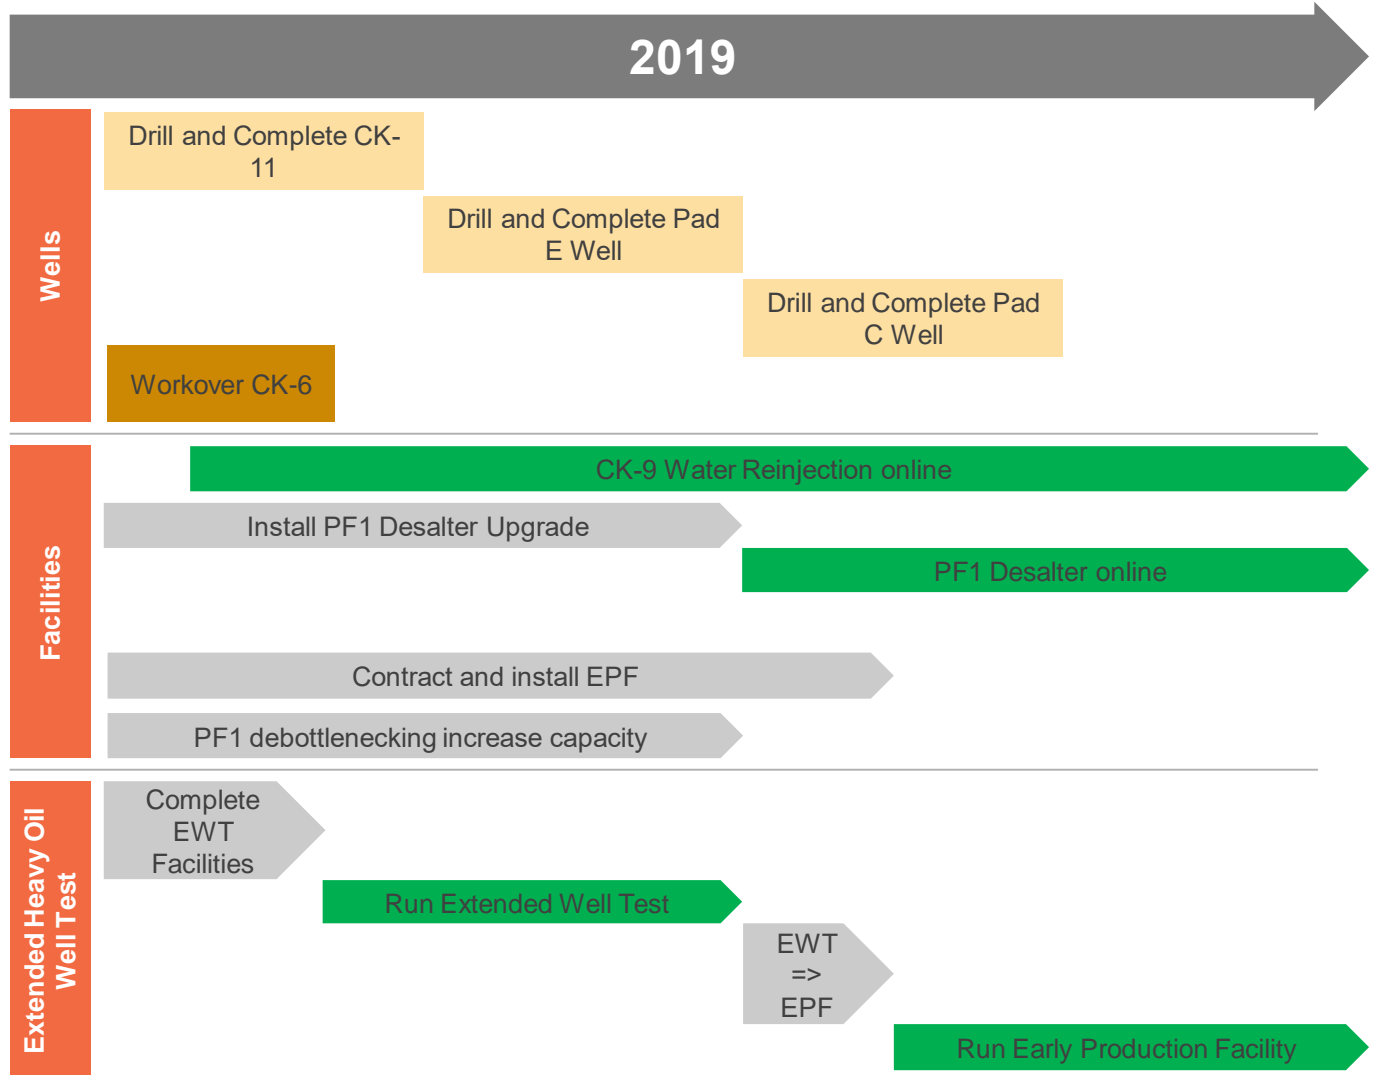 2019
Wells
Drill and Complete CK-
11
Drill and Complete Pad
E Well
Drill and Complete Pad
C Well
Workover CK-6
Facilities
CK-9 Water Reinjection online
Install PF1 Desalter Upgrade
PF1 Desalter online
Contract and install EPF
PF1 debottlenecking increase capacity
Extended Heavy Oil
Well Test
Complete
EWT
Facilities
Run Extended Well Test
EWT
=>
EPF
Run Early Production Facility